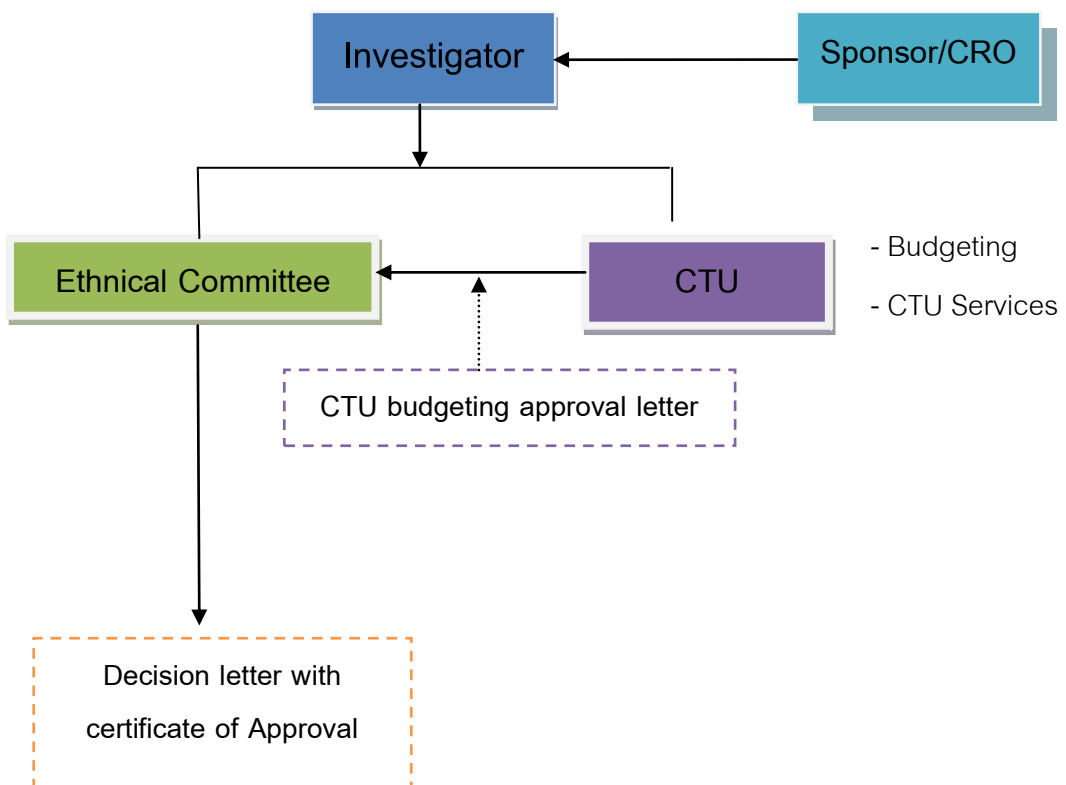 Investigator
Sponsor/CRO
Ethnical Committee
CTU
- Budgeting
- CTU Services
CTU budgeting approval letter
Decision letter with
certificate of Approval